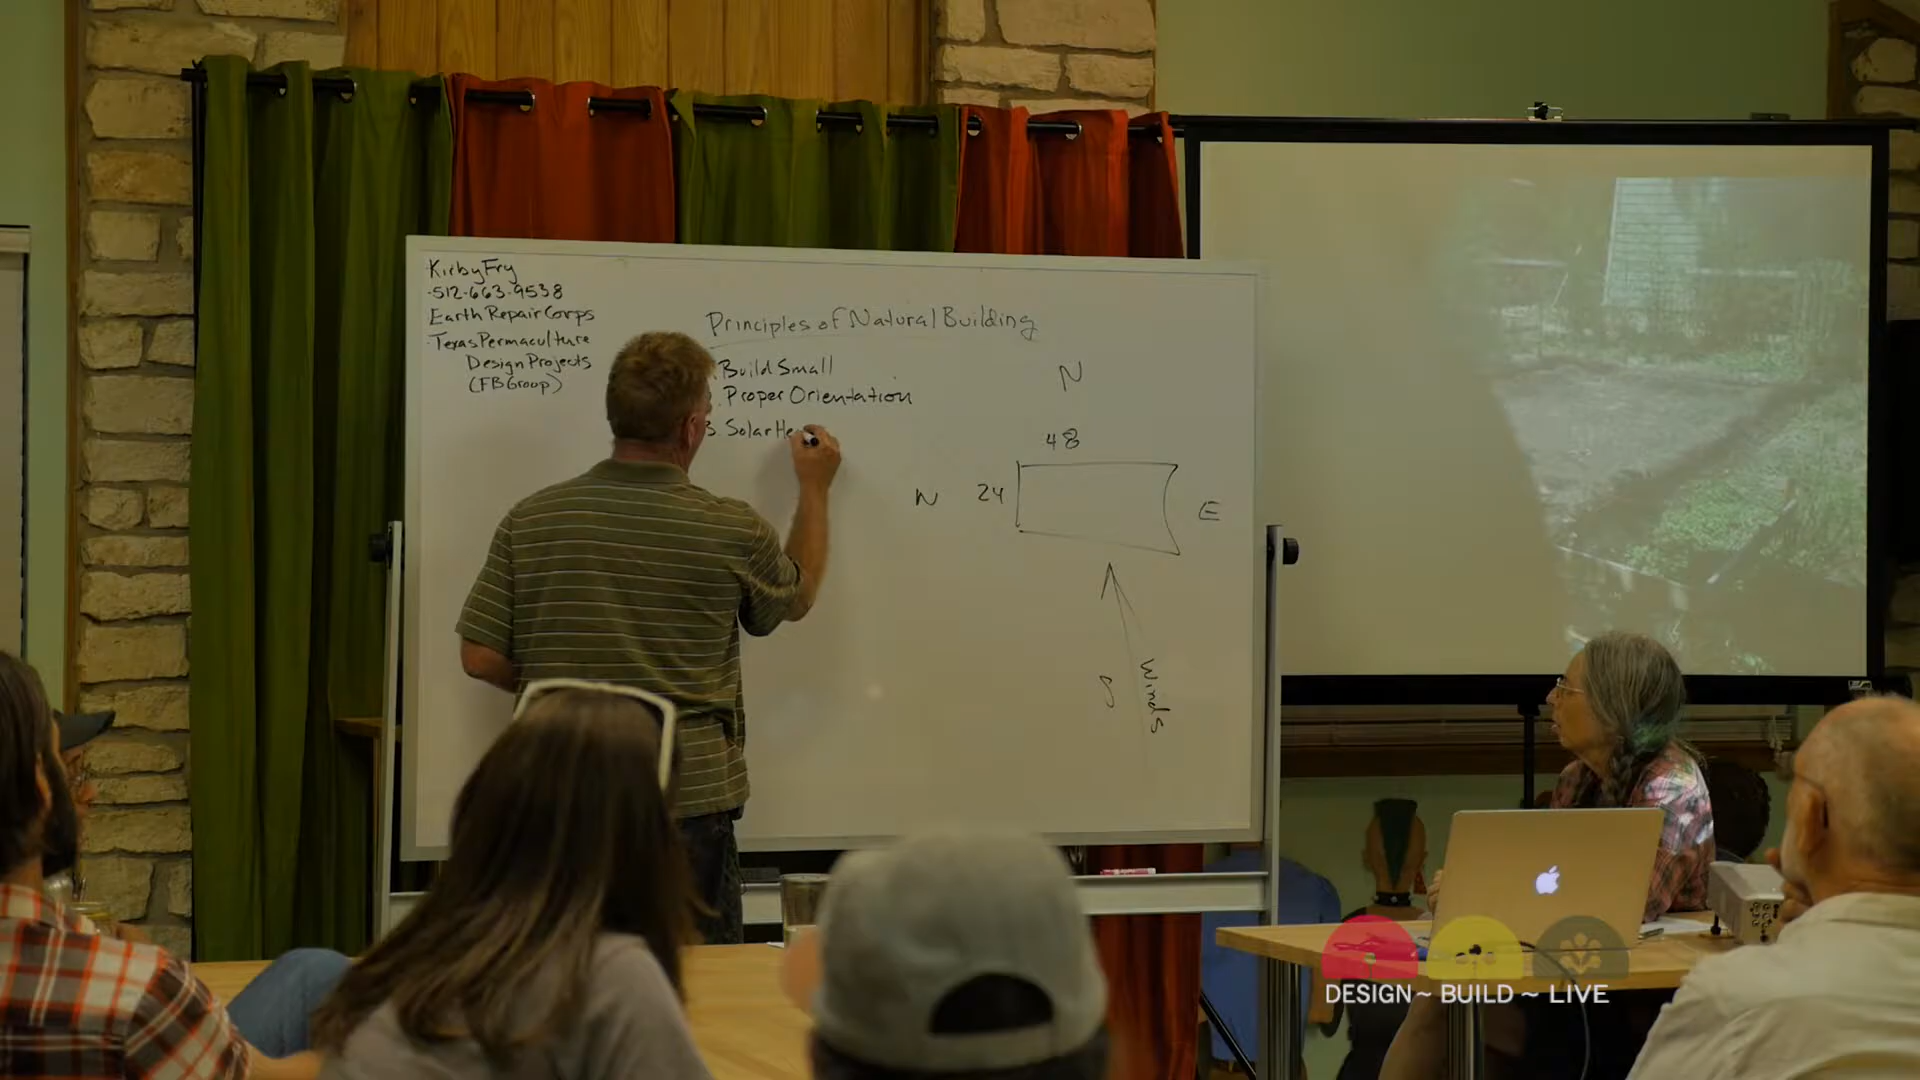 Kirby Fry
512-663-9538
Earth Repair Corps
Texas Permaculture
Design Projects
(FB Group)
Principles of Natural Building
Build Small
Proper Orientation
3. Solar He
N
48
W
24
E
S
Winds
DESIGN ~ BUILD ~ LIVE